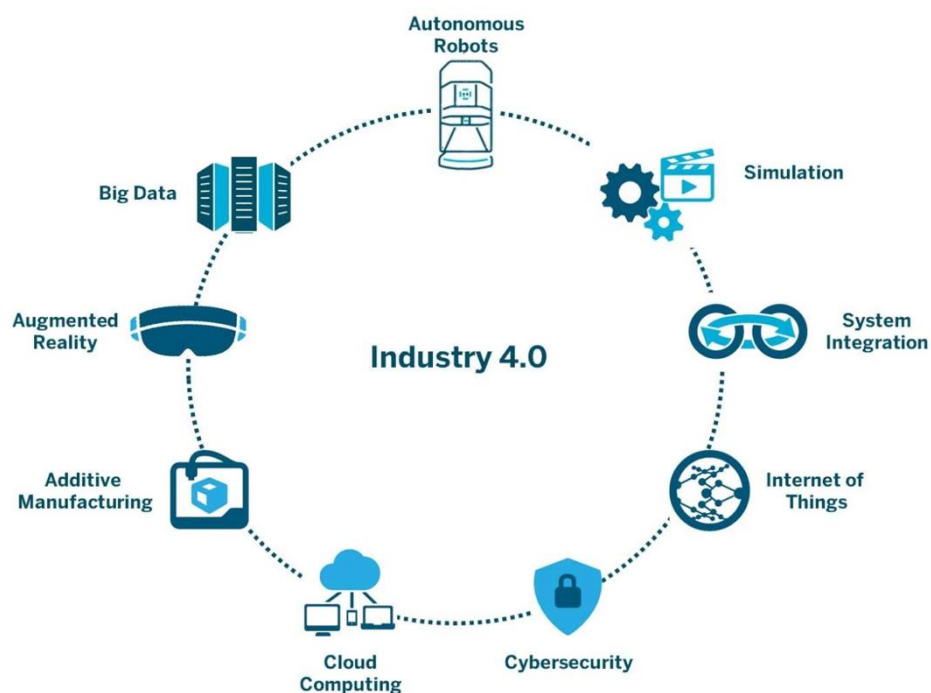 Autonomous
Robots
Simulation
Big Data
System
Integration
Augmented
Reality
Industry 4.0
Internet of
Things
Additive
Manufacturing
Cybersecurity
Cloud
Computing